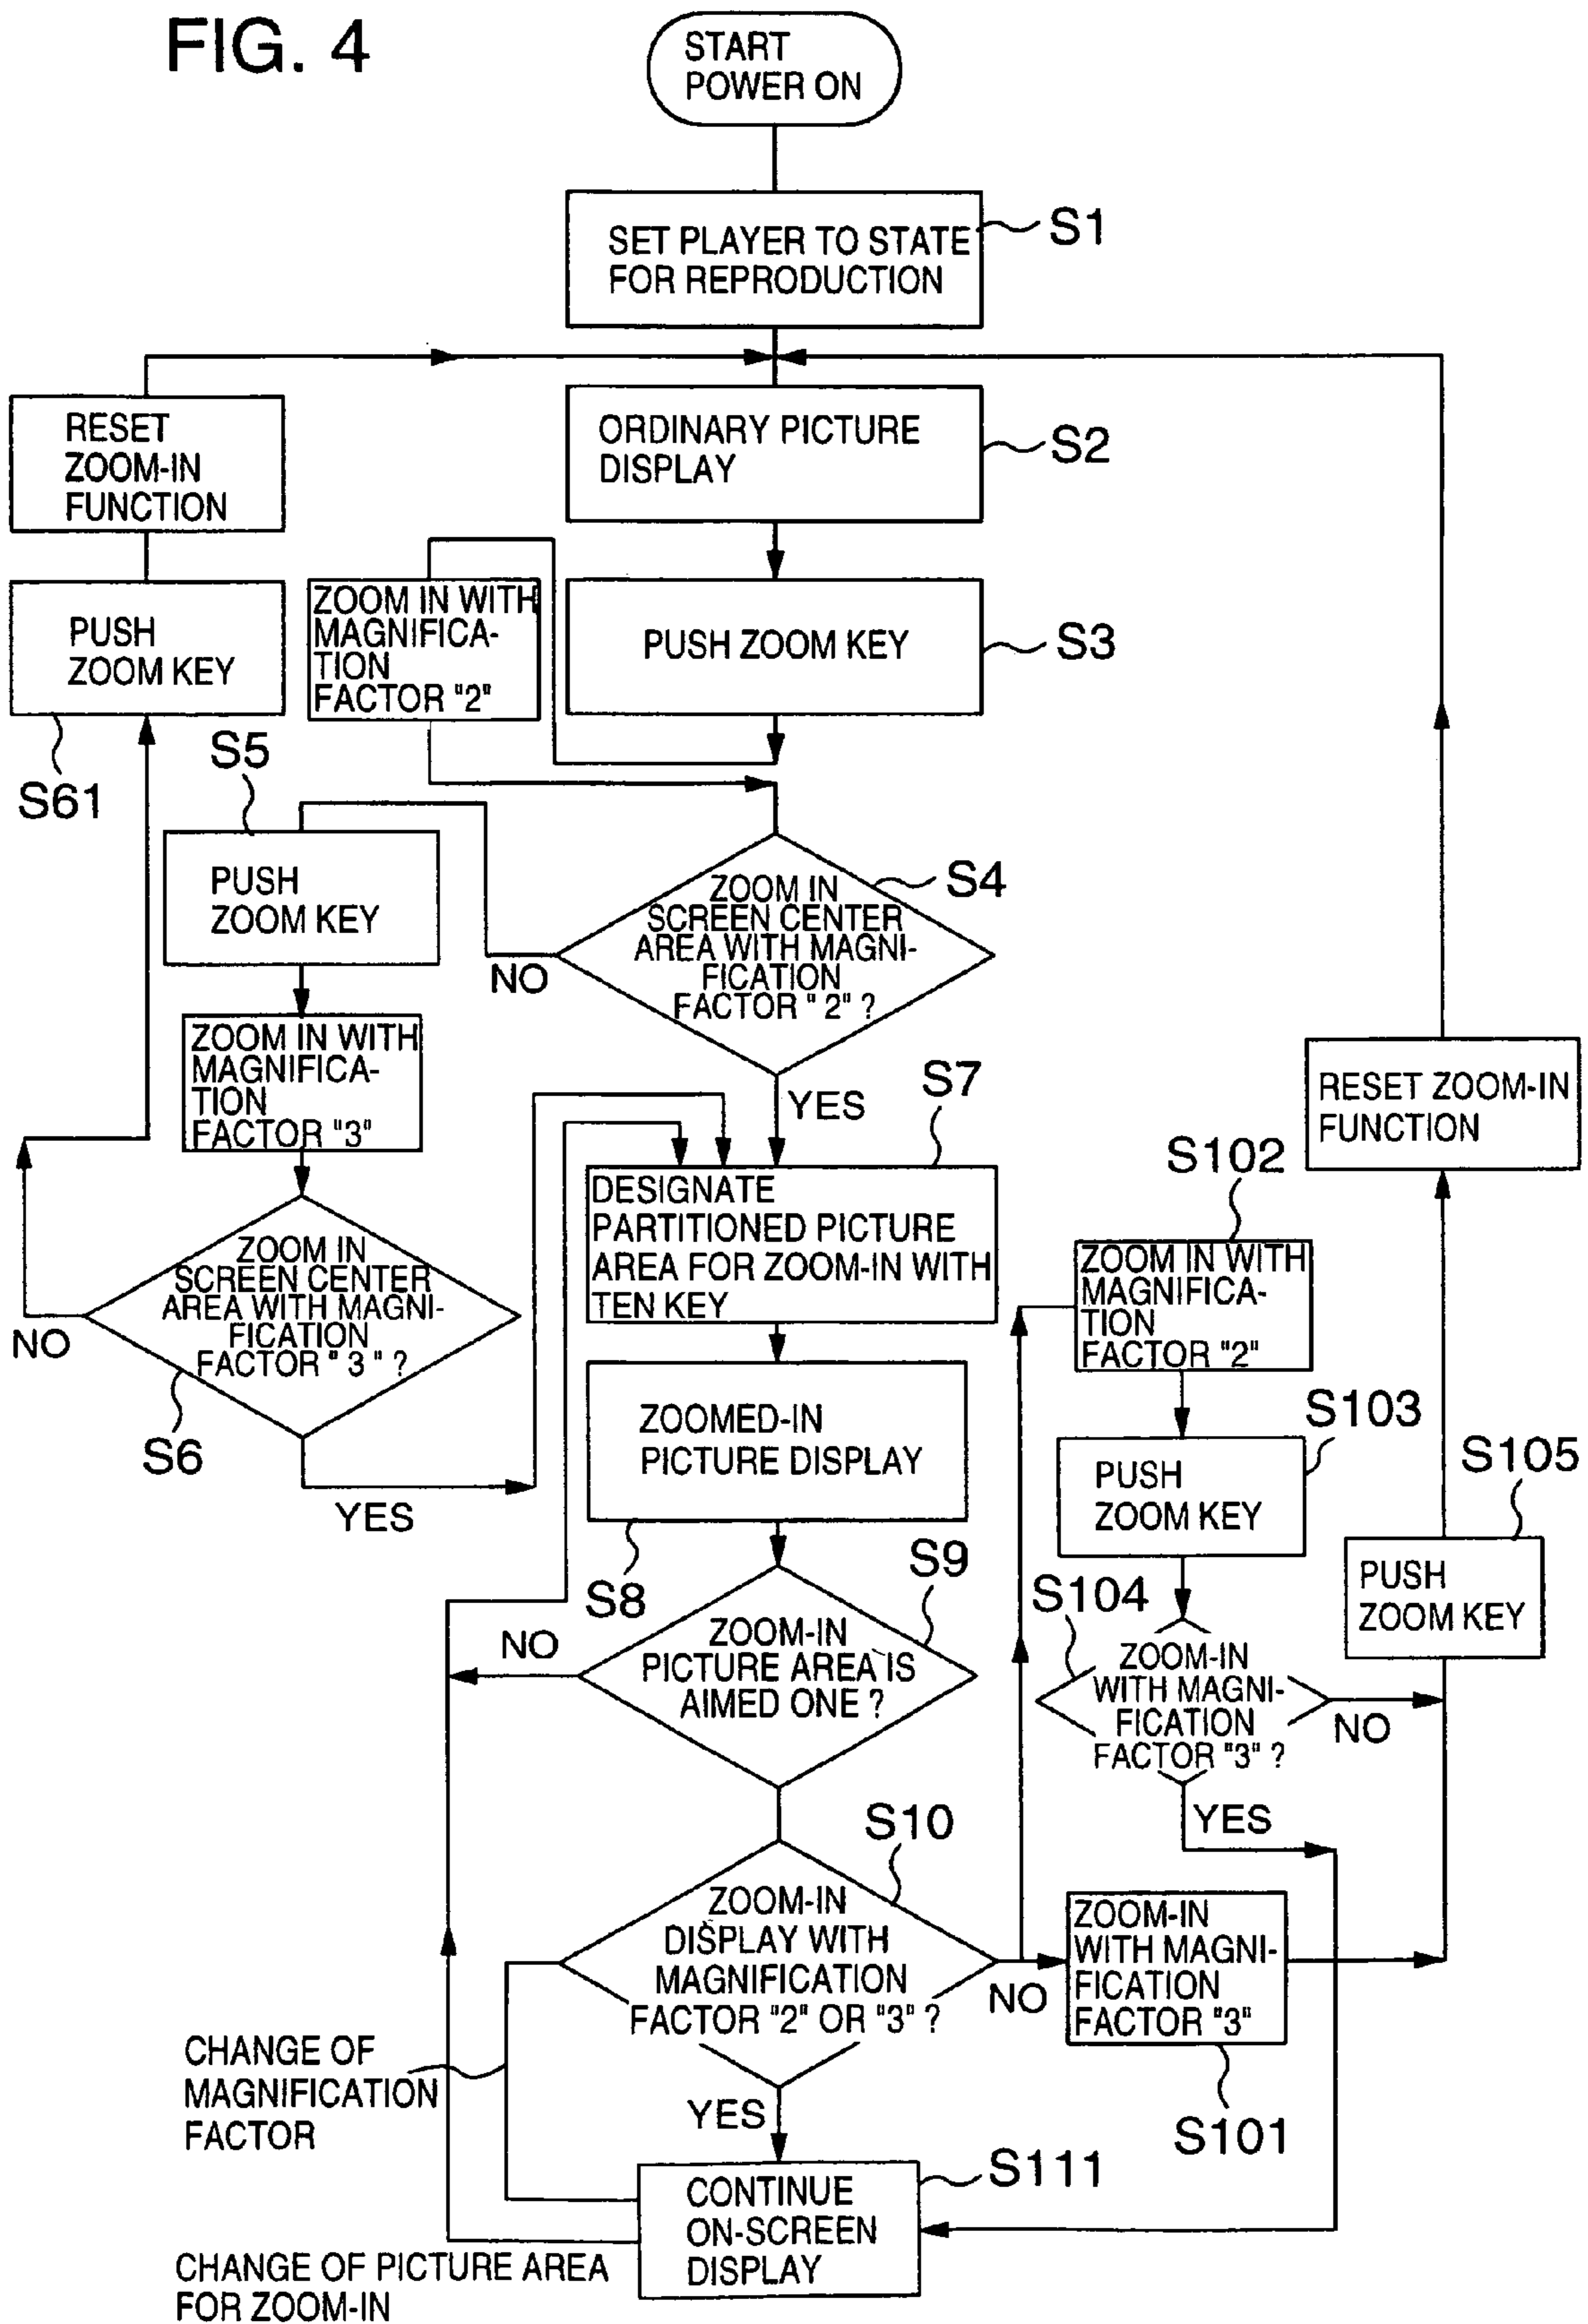 FIG. 4
START
POWER ON
SET PLAYER TO STATE
FOR REPRODUCTION
S1
RESET
ZOOM-IN
FUNCTION
ORDINARY PICTURE
DISPLAY
S2
PUSH
ZOOM KEY
S61
ZOOM IN WITH
MAGNIFICA-
TION
FACTOR "2"
PUSH ZOOM KEY
S3
S5
PUSH
ZOOM KEY
ZOOM IN
SCREEN CENTER
AREA WITH MAGNI-
FICATION
FACTOR " 2" ?
S4
NO
YES
ZOOM IN WITH
MAGNIFICA-
TION
FACTOR "3"
ZOOM IN
SCREEN CENTER
AREA WITH MAGNI-
FICATION
FACTOR " 3 " ?
NO
S6
YES
S7
DESIGNATE
PARTITIONED PICTURE
AREA FOR ZOOM-IN WITH
TEN KEY
ZOOMED-IN
PICTURE DISPLAY
S8
S9
ZOOM-IN
PICTURE AREA IS
AIMED ONE ?
NO
RESET ZOOM-IN
FUNCTION
S102
ZOOM IN WITH
MAGNIFICA-
TION
FACTOR "2"
S103
PUSH
ZOOM KEY
S105
PUSH
ZOOM KEY
S104
ZOOM-IN
WITH MAGNI-
FICATION
FACTOR "3" ?
NO
YES
S10
ZOOM-IN
DISPLAY WITH
MAGNIFICATION
FACTOR "2" OR "3" ?
NO
YES
ZOOM-IN
WITH MAGNI-
FICATION
FACTOR "3"
S101
CHANGE OF
MAGNIFICATION
FACTOR
S111
CONTINUE
ON-SCREEN
DISPLAY
CHANGE OF PICTURE AREA
FOR ZOOM-IN